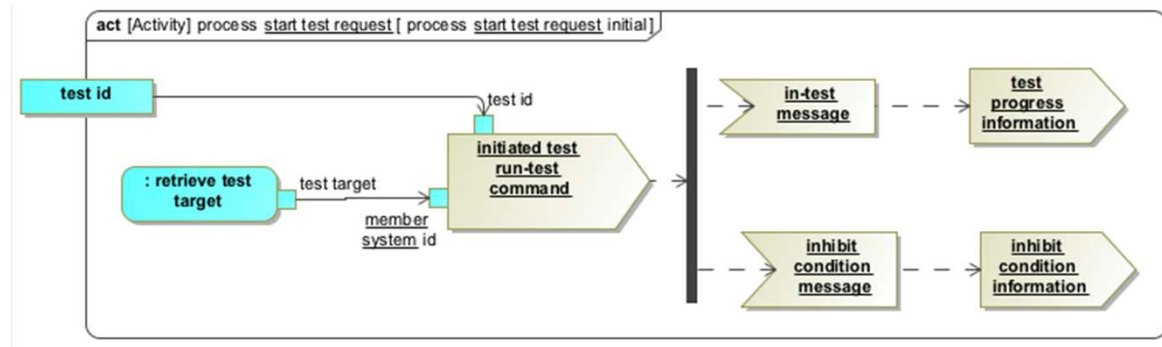 act [Activity] process start test request [ process start test request initial]
test id
test id
: retrieve test
target
test target
member
system id
initiated test
run-test
command
in-test
message
test
progress
information
inhibit
condition
message
inhibit
condition
information